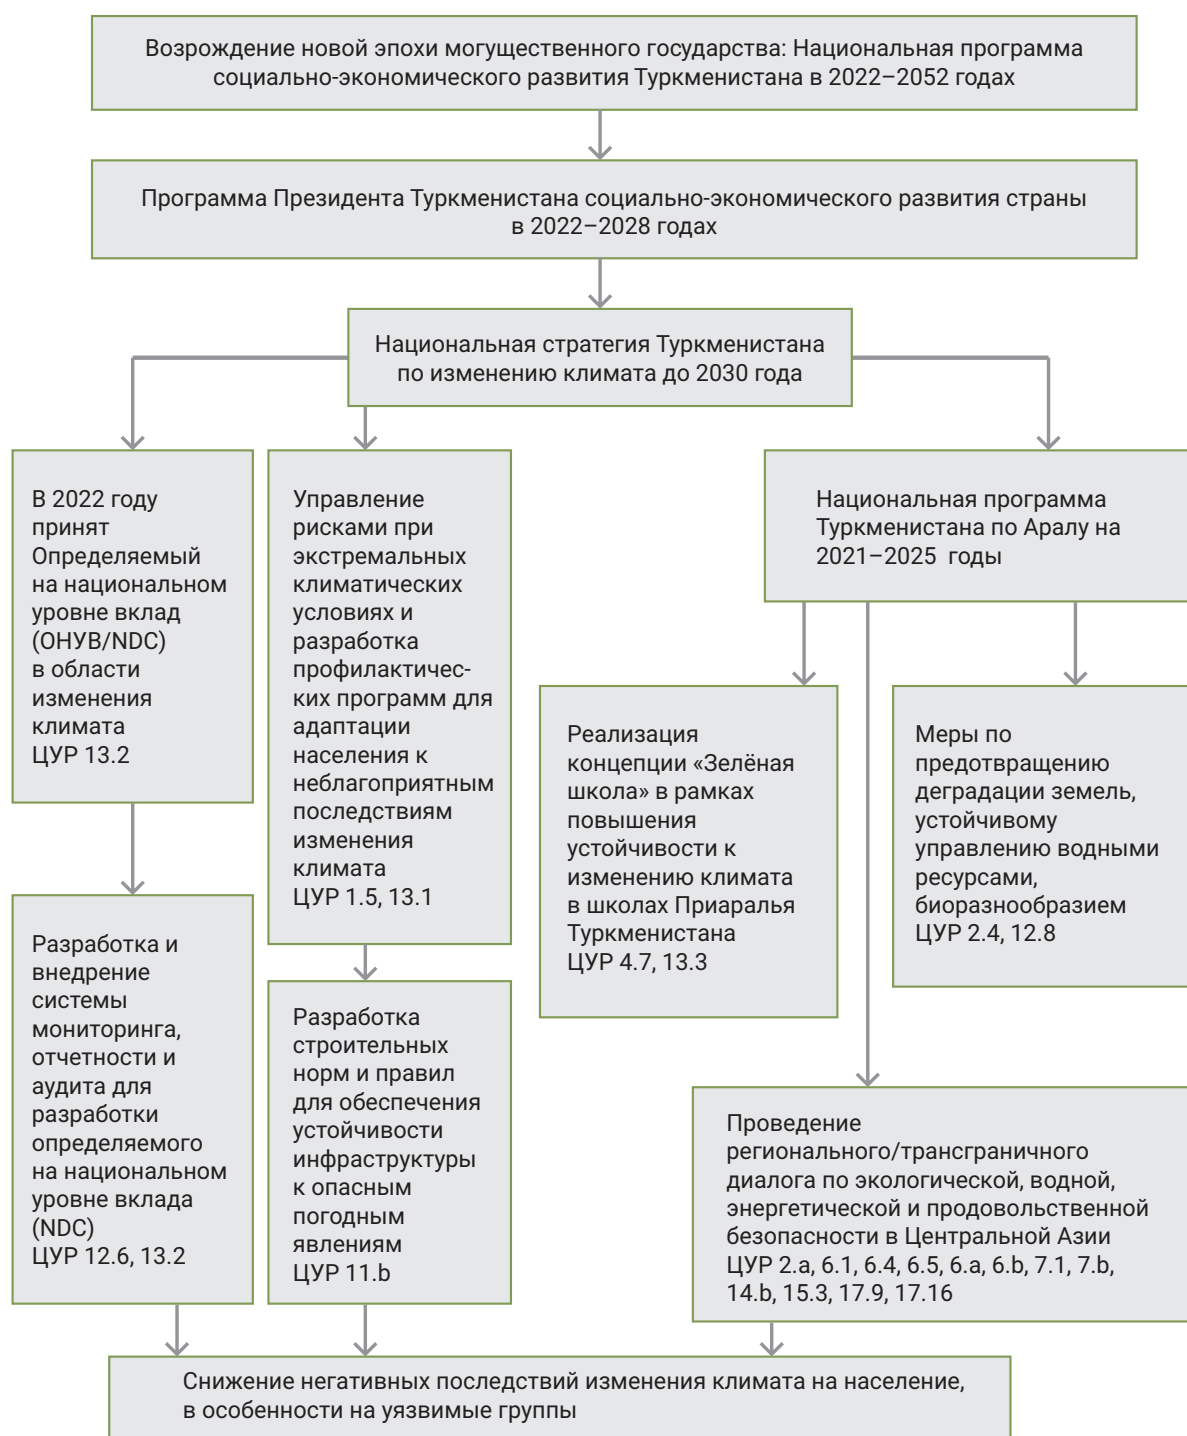 Возрождение новой эпохи могущественного государства: Национальная программа
социально-экономического развития Туркменистана в 2022–2052 годах
Программа Президента Туркменистана социально-экономического развития страны
в 2022–2028 годах
Национальная стратегия Туркменистана
по изменению климата до 2030 года
В 2022 году
принят
Определяемый
на национальном
уровне вклад
(ОНУВ/NDC)
в области
изменения
климата
ЦУР 13.2
Управление
рисками при
экстремальных
климатических
условиях и
разработка
профилактичес-
ких программ для
адаптации
населения к
неблагоприятным
последствиям
изменения
климата
ЦУР 1.5, 13.1
Национальная программа
Туркменистана по Аралу на
2021–2025 годы
Реализация
концепции «Зелёная
школа» в рамках
повышения
устойчивости к
изменению климата
в школах Приаралья
Туркменистана
ЦУР 4.7, 13.3
Меры по
предотвращению
деградации земель,
устойчивому
управлению водными
ресурсами,
биоразнообразием
ЦУР 2.4, 12.8
Разработка и
внедрение
системы
мониторинга,
отчетности и
аудита для
разработки
определяемого
на национальном
уровне вклада
(NDC)
ЦУР 12.6, 13.2
Разработка
строительных
норм и правил
для обеспечения
устойчивости
инфраструктуры
к опасным
погодным
явлениям
ЦУР 11.b
Проведение
регионального/трансграничного
диалога по экологической, водной,
энергетической и продовольственной
безопасности в Центральной Азии
ЦУР 2.a, 6.1, 6.4, 6.5, 6.a, 6.b, 7.1, 7.b,
14.b, 15.3, 17.9, 17.16
Снижение негативных последствий изменения климата на население,
в особенности на уязвимые группы